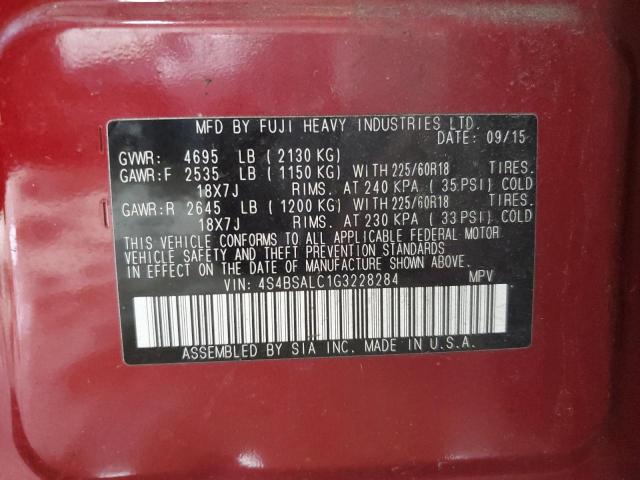 MFD BY FUJI HEAVY INDUSTRIES LTD.
DATE: 09/15
GVWR: 4695 LB ( 2130 KG)
GAWR:F 2535 LB ( 1150 KG) WITH 225/60R18 TIRES.
18X7J RIMS. AT 240 KPA ( 35 PSI) COLD
GAWR:R 2645 LB ( 1200 KG) WITH 225/60R18 TIRES.
18X7J RIMS. AT 230 KPA ( 33 PSI) COLD
THIS VEHICLE CONFORMS TO ALL APPLICABLE FEDERAL MOTOR
VEHICLE SAFETY AND THEFT PREVENTION STANDARDS
IN EFFECT ON THE DATE OF MANUFACTURE SHOWN ABOVE.
VIN: 4S4BSALC1G3228284 MPV
ASSEMBLED BY SIA INC. MADE IN U.S.A.